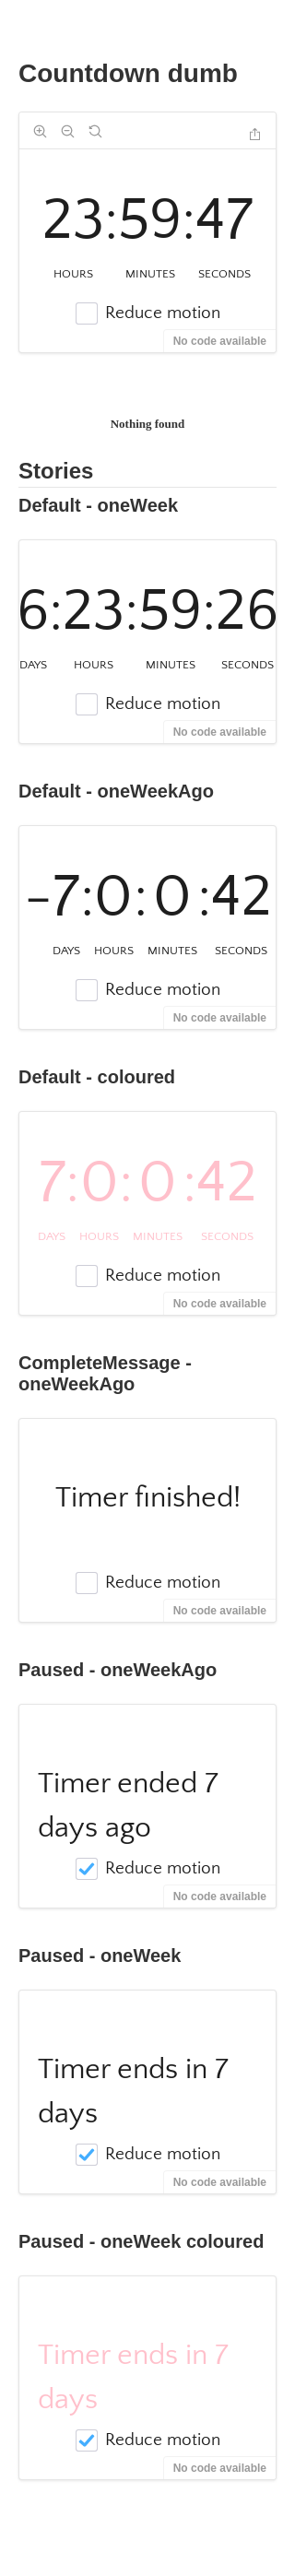 Countdown dumb
23:59:47
HOURS MINUTES SECONDS
Reduce motion
No code available
Nothing found
Stories
Default - oneWeek
6:23:59:26
DAYS HOURS MINUTES SECONDS
Reduce motion
No code available
Default - oneWeekAgo
-7:0:0:42
DAYS HOURS MINUTES SECONDS
Reduce motion
No code available
Default - coloured
7:0:0:42
DAYS HOURS MINUTES SECONDS
Reduce motion
No code available
CompleteMessage -
oneWeekAgo
Timer finished!
Reduce motion
No code available
Paused - oneWeekAgo
Timer ended 7
days ago
Reduce motion
No code available
Paused - oneWeek
Timer ends in 7
days
Reduce motion
No code available
Paused - oneWeek coloured
Timer ends in 7
days
Reduce motion
No code available